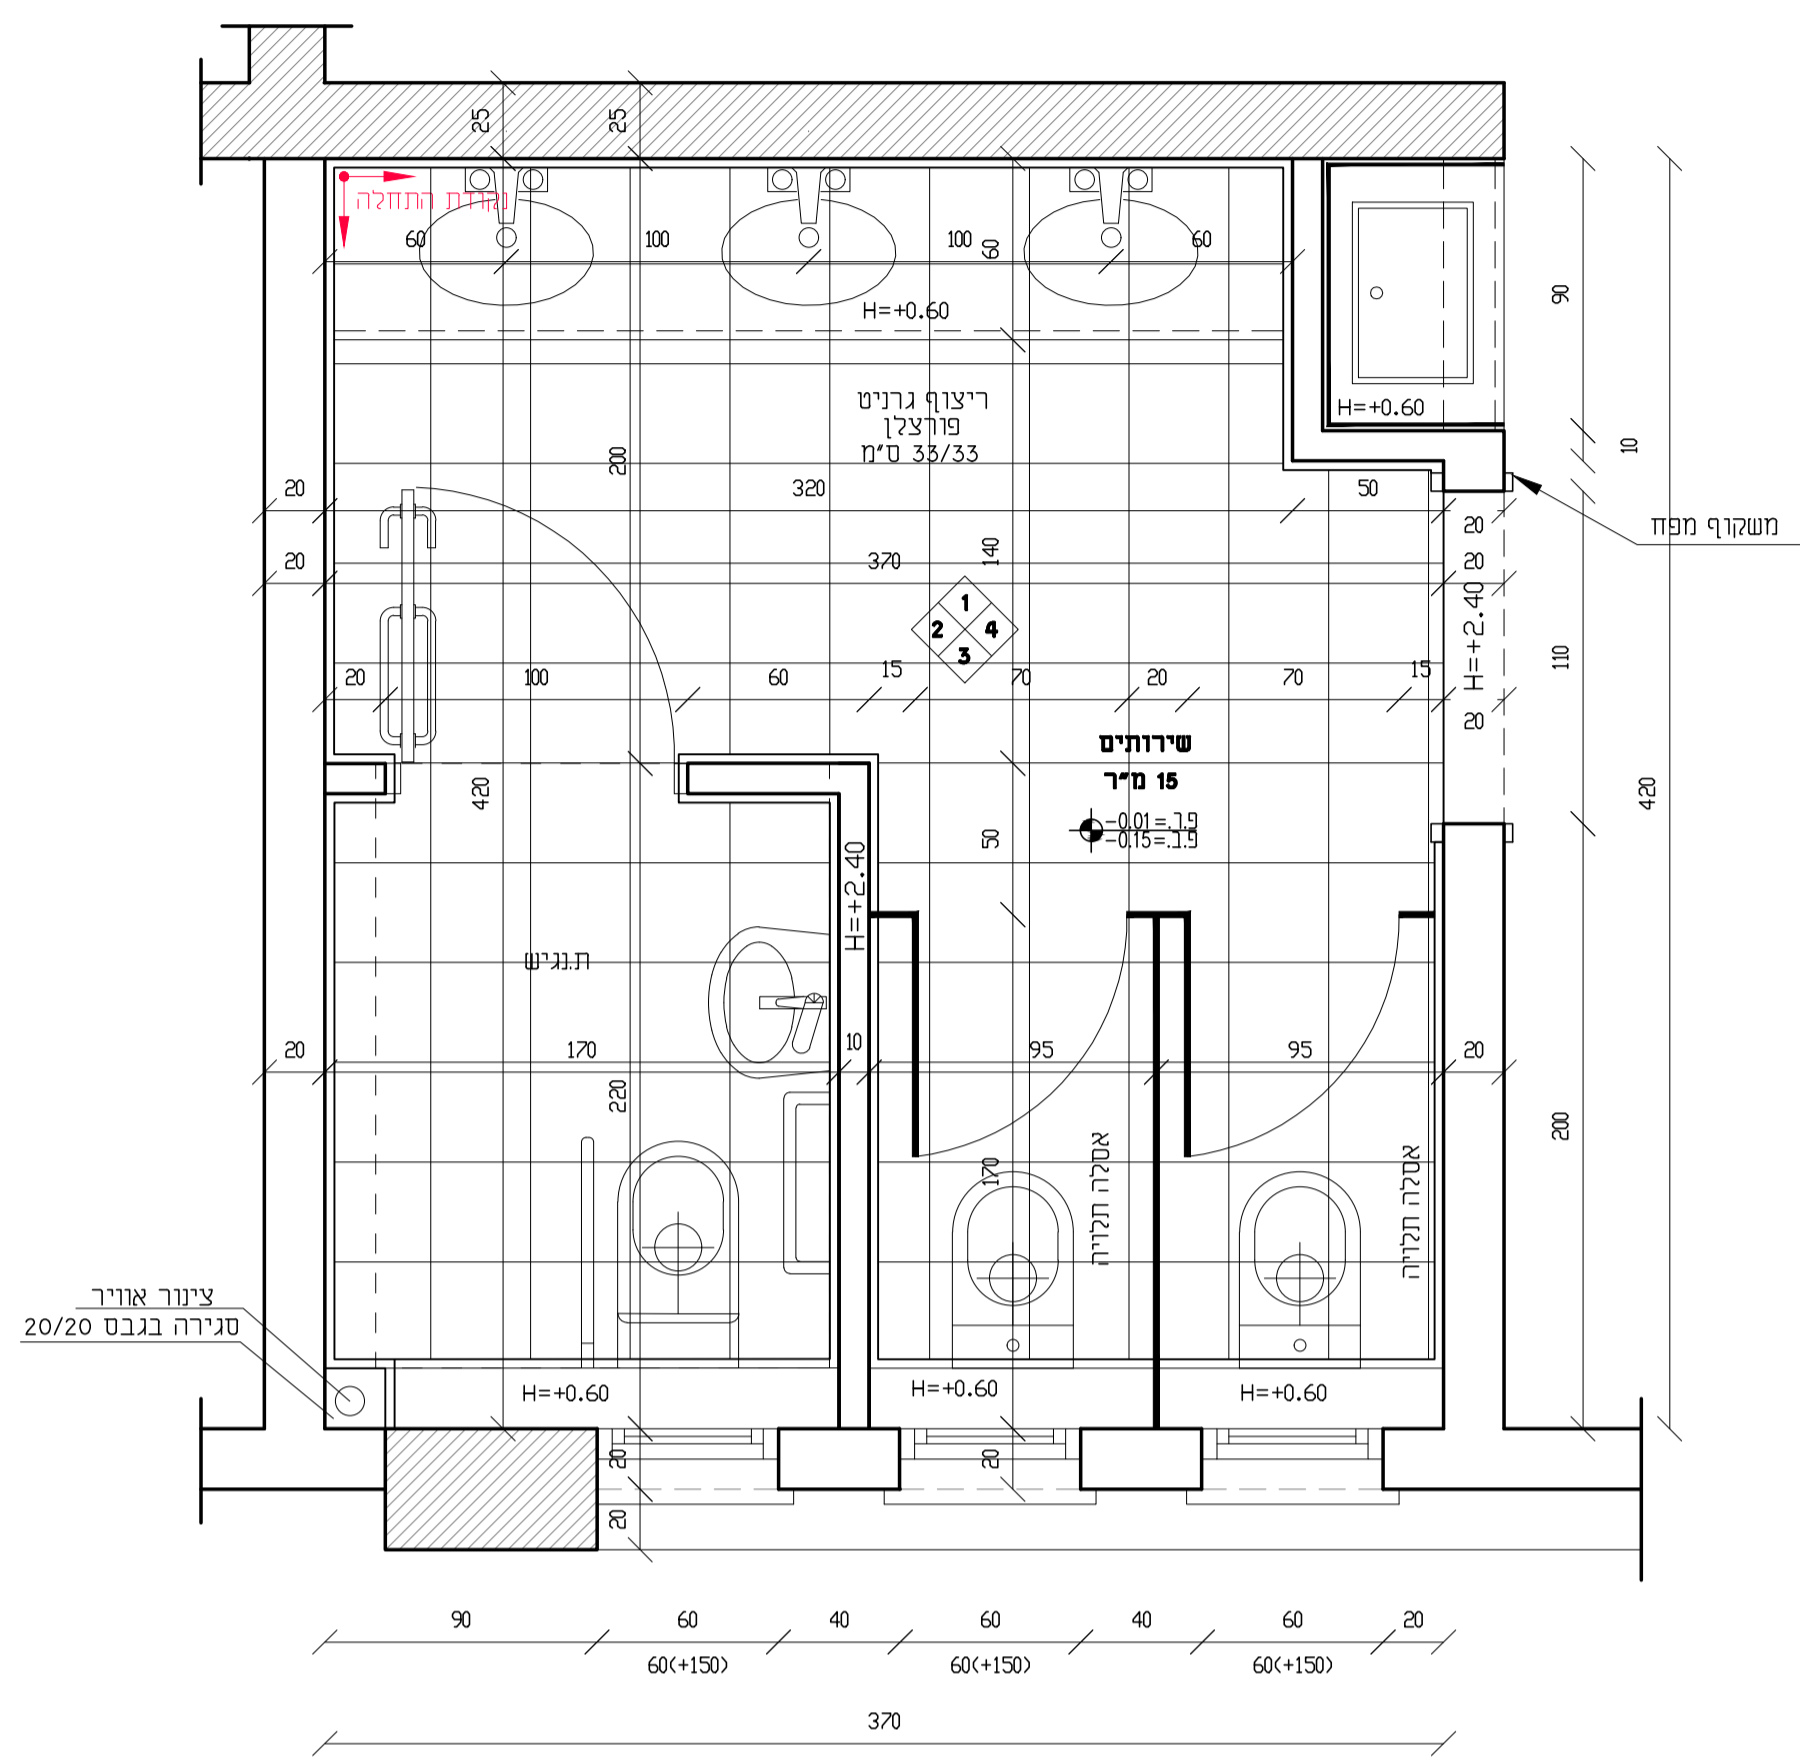 25
25
נקודת התחלה
60
100
100
60
60
H=+0.60
90
H=+0.60
ריצוף גרניט
פורצלן
33/33 ס"מ
10
200
20
320
50
20
משקוף מפח
20
370
140
20
H=+2.40
1
2
4
3
20
100
60
15
70
20
70
15
20
110
שירותים
15 מ"ר
420
420
פ.ר.=-0.01
פ.ב.=-0.15
50
H=+2.40
ת.נגיש
20
170
10
95
95
20
220
200
170
אסלה תלויה
אסלה תלויה
צינור אוויר
סגירה בגבס 20/20
H=+0.60
H=+0.60
H=+0.60
20
20
20
90
60
40
60
40
60
20
60(+150)
60(+150)
60(+150)
370